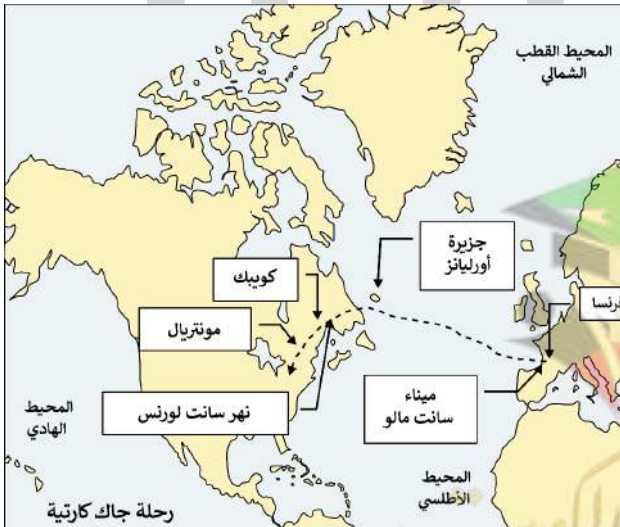 المحيط القطب
الشمالي
جزيرة
أورليانز
كويبك
فرنسا
مونتريال
ميناء
سانت مالو
نهر سانت لورنس
المحيط
الهادي
المحيط
الأطلسي
رحلة جاك كارتية